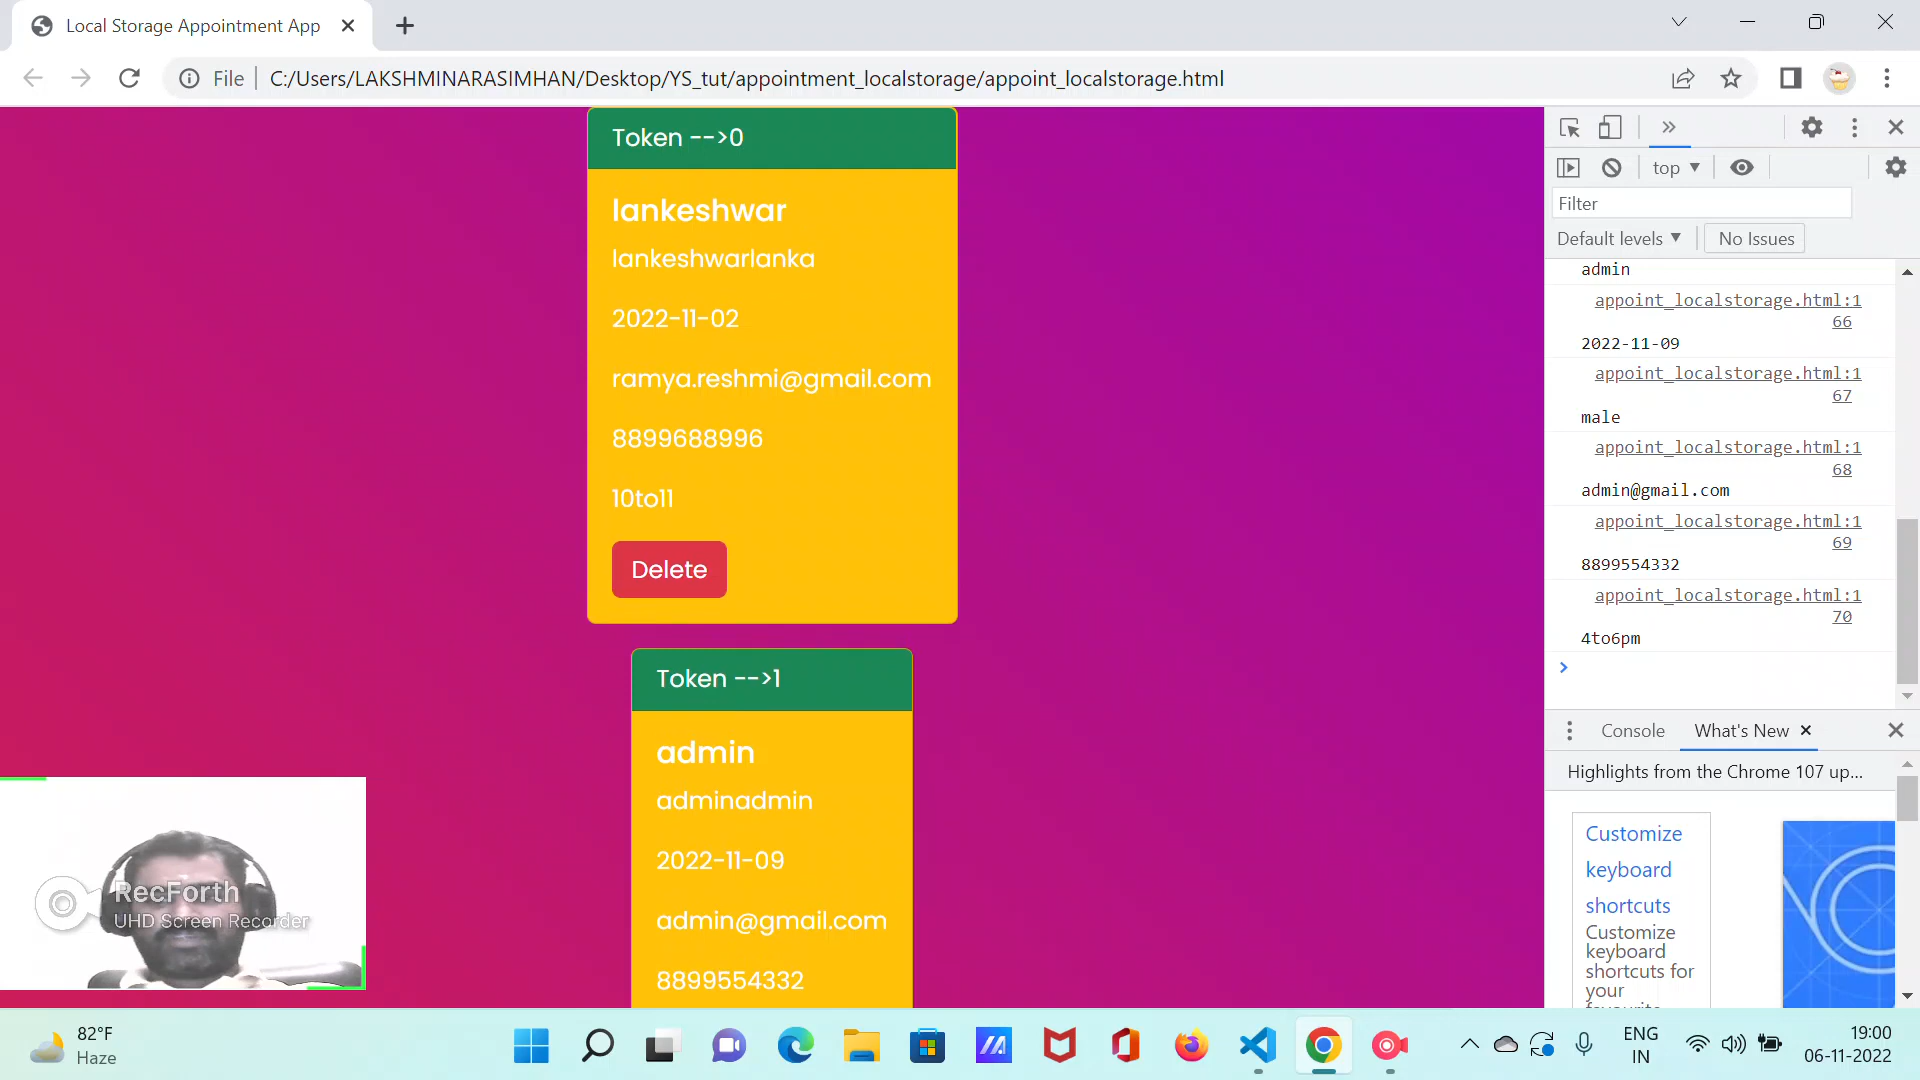 Local Storage Appointment App
File
C:/Users/LAKSHMINARASIMHAN/Desktop/YS_tut/appointment_localstorage/appoint_localstorage.html
Token -->0
lankeshwar
lankeshwarlanka
2022-11-02
ramya.reshmi@gmail.com
8899688996
10to11
Delete
Token -->1
admin
adminadmin
2022-11-09
admin@gmail.com
8899554332
top
Filter
Default levels
No Issues
admin
appoint_localstorage.html:1
66
2022-11-09
appoint_localstorage.html:1
67
male
appoint_localstorage.html:1
68
admin@gmail.com
appoint_localstorage.html:1
69
8899554332
appoint_localstorage.html:1
70
4to6pm
Console
What's New
Highlights from the Chrome 107 up...
Customize
keyboard
shortcuts
Customize
keyboard
shortcuts for
your
RecForth
UHD Screen Recorder
82°F
Haze
ENG
IN
19:00
06-11-2022